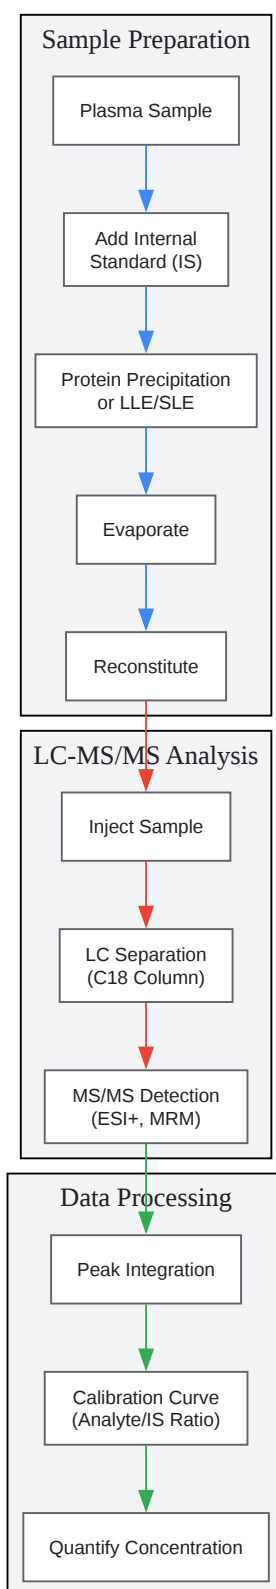 Sample Preparation
Plasma Sample
Add Internal
Standard (IS)
Protein Precipitation
or LLE/SLE
Evaporate
Reconstitute
LC-MS/MS Analysis
Inject Sample
LC Separation
(C18 Column)
MS/MS Detection
(ESI+, MRM)
Data Processing
Peak Integration
Calibration Curve
(Analyte/IS Ratio)
Quantify Concentration